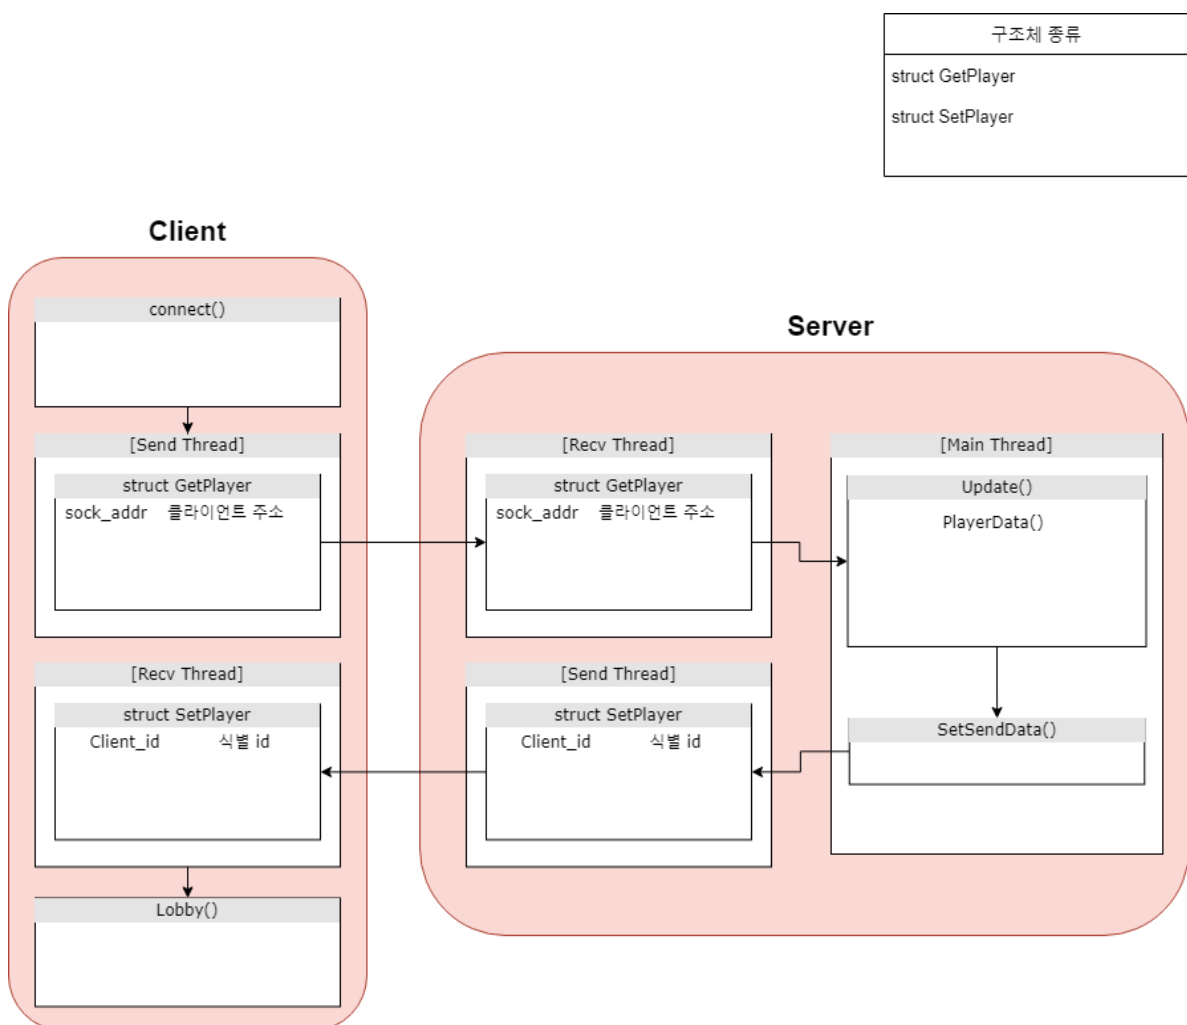 구조체 종류
struct GetPlayer
struct SetPlayer
Client
connect()
[Send Thread]
struct GetPlayer
sock_addr 클라이언트 주소
[Recv Thread]
struct SetPlayer
Client_id 식별 id
Lobby()
Server
[Recv Thread]
struct GetPlayer
sock_addr 클라이언트 주소
[Send Thread]
struct SetPlayer
Client_id 식별 id
[Main Thread]
Update()
PlayerData()
SetSendData()